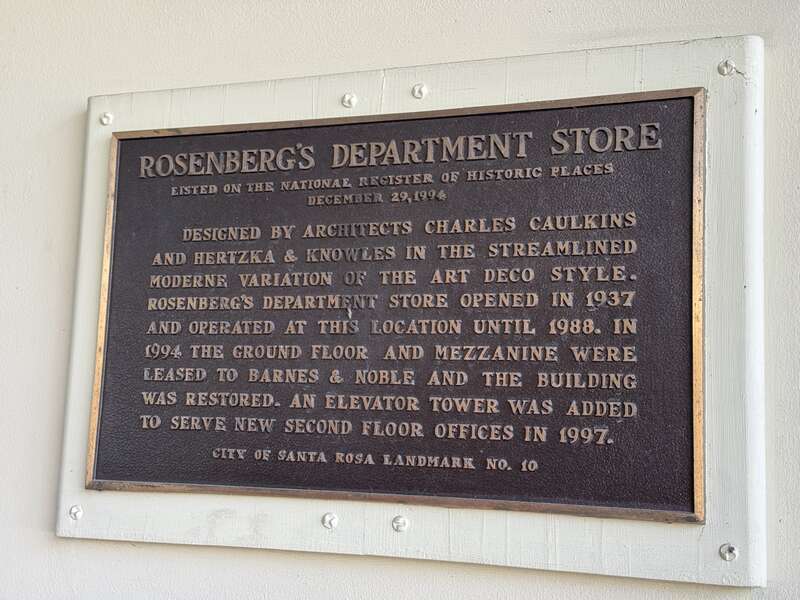 ROSENBERG'S DEPARTMENT STORE
LISTED ON THE NATIONAL REGISTER OF HISTORIC PLACES
DECEMBER 29, 1994
DESIGNED BY ARCHITECTS CHARLES CAULKINS
AND HERTZKA & KNOWLES IN THE STREAMLINED
MODERNE VARIATION OF THE ART DECO STYLE.
ROSENBERG'S DEPARTMENT STORE OPENED IN 1937
AND OPERATED AT THIS LOCATION UNTIL 1988. IN
1994 THE GROUND FLOOR AND MEZZANINE WERE
LEASED TO BARNES & NOBLE AND THE BUILDING
WAS RESTORED. AN ELEVATOR TOWER WAS ADDED
TO SERVE NEW SECOND FLOOR OFFICES IN 1997.
CITY OF SANTA ROSA LANDMARK NO. 10